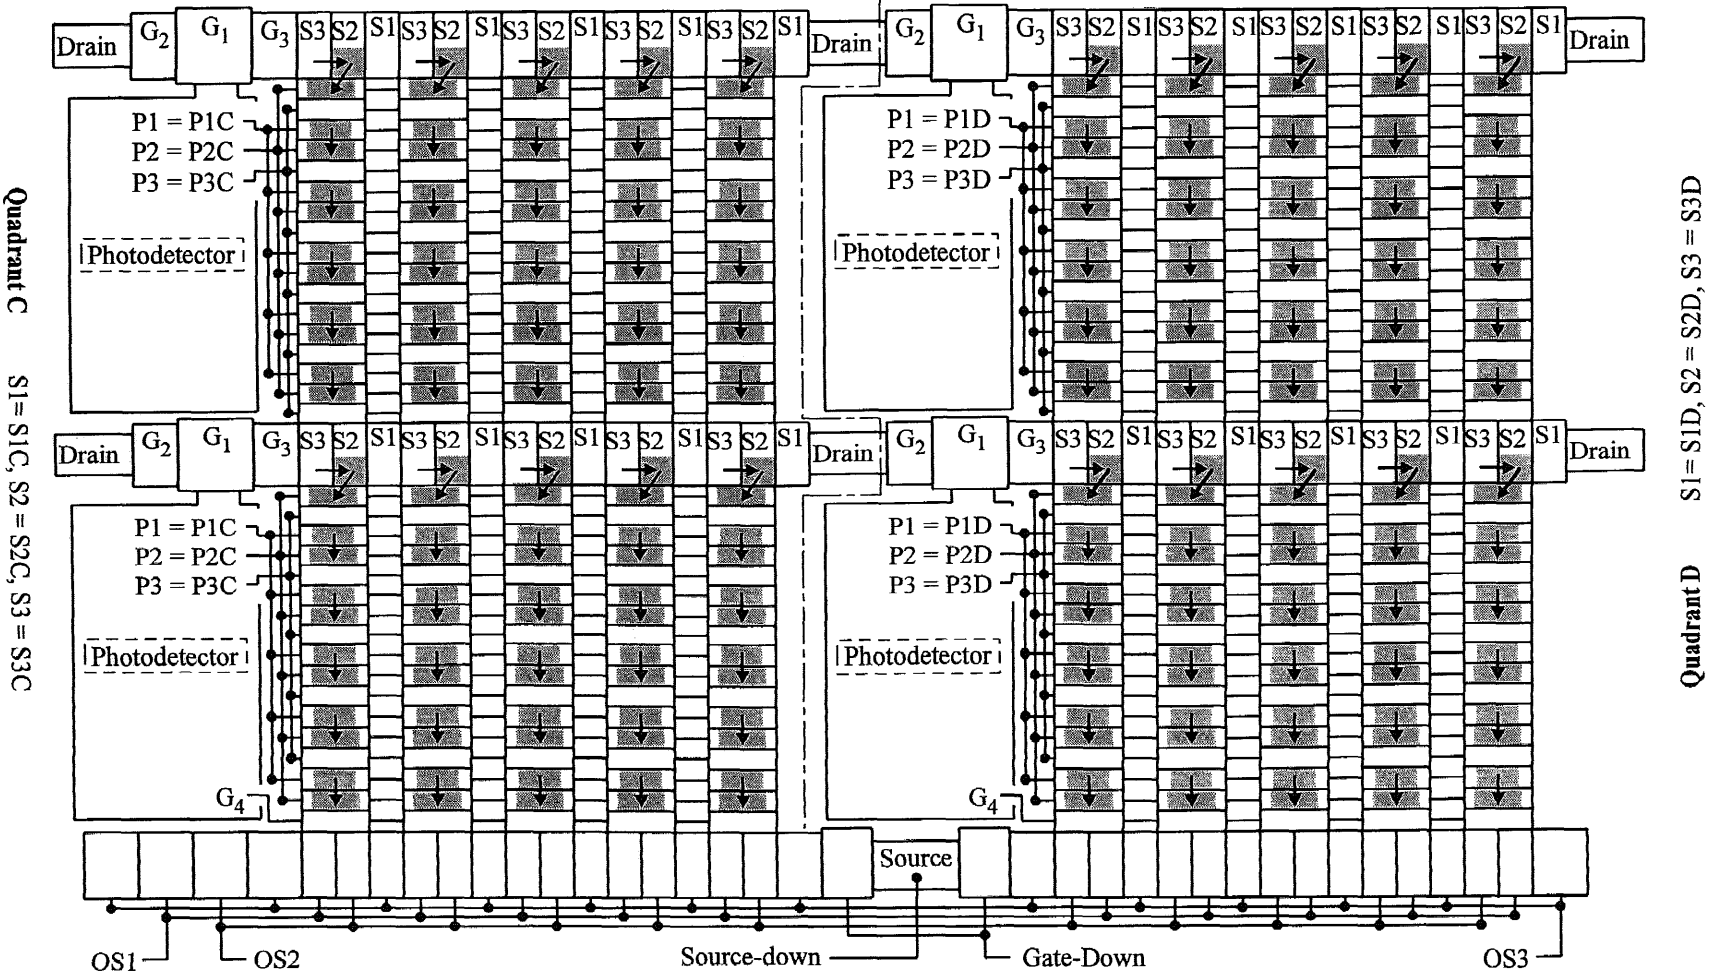 Drain G2 G1 G3 S3 S2 S1 S3 S2 S1 S3 S2 S1 S3 S2 S1 S3 S2 S1 Drain G2 G1 G3 S3 S2 S1 S3 S2 S1 S3 S2 S1 S3 S2 S1 S3 S2 S1 Drain
P1 = P1C
P2 = P2C
P3 = P3C
Photodetector
P1 = P1D
P2 = P2D
P3 = P3D
Photodetector
Quadrant C S1= S1C, S2 = S2C, S3 = S3C
S1= S1D, S2 = S2D, S3 = S3D
Quadrant D
Drain G2 G1 G3 S3 S2 S1 S3 S2 S1 S3 S2 S1 S3 S2 S1 S3 S2 S1 Drain G2 G1 G3 S3 S2 S1 S3 S2 S1 S3 S2 S1 S3 S2 S1 S3 S2 S1 Drain
P1 = P1C
P2 = P2C
P3 = P3C
Photodetector
G4
P1 = P1D
P2 = P2D
P3 = P3D
Photodetector
G4
Source
OS1 OS2 Source-down Gate-Down OS3